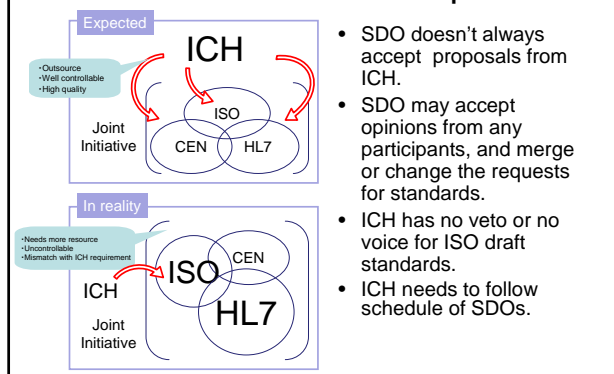 Expected
ICH
・Outsource
・Well controllable
・High quality
ISO
Joint
Initiative
CEN
HL7
In reality
・Needs more resource
・Uncontrollable
・Mismatch with ICH requirement
CEN
ISO
ICH
HL7
Joint
Initiative
• SDO doesn't always
accept proposals from
ICH.
• SDO may accept
opinions from any
participants, and merge
or change the requests
for standards.
• ICH has no veto or no
voice for ISO draft
standards.
• ICH needs to follow
schedule of SDOs.